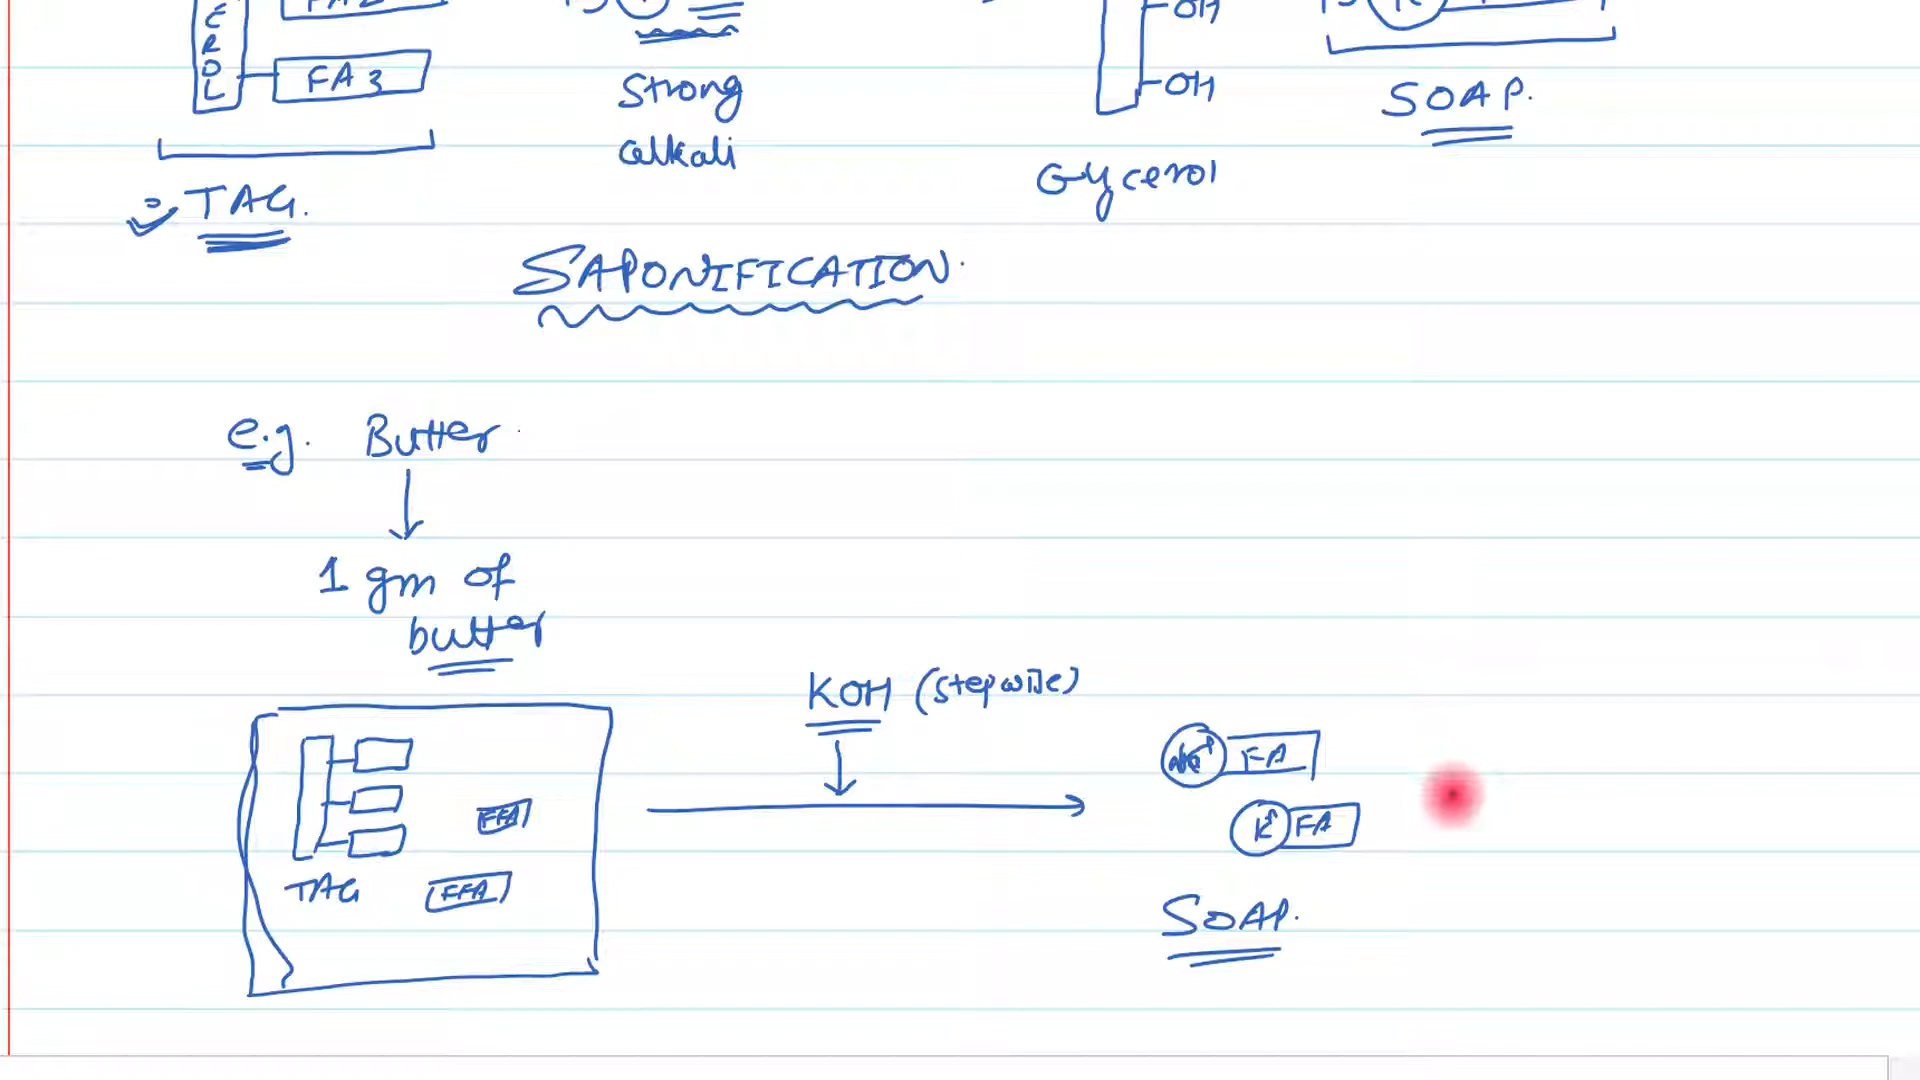 E
R
O
L
FA 3
Strong
alkali
OH
OH
Glycerol
SOAP.
TAG.
SAPONIFICATION.
e.g. Butter
1 gm of
butter
KOH (stepwise)
FFA
TAG
FFA
FA
K+ FA
SOAP.